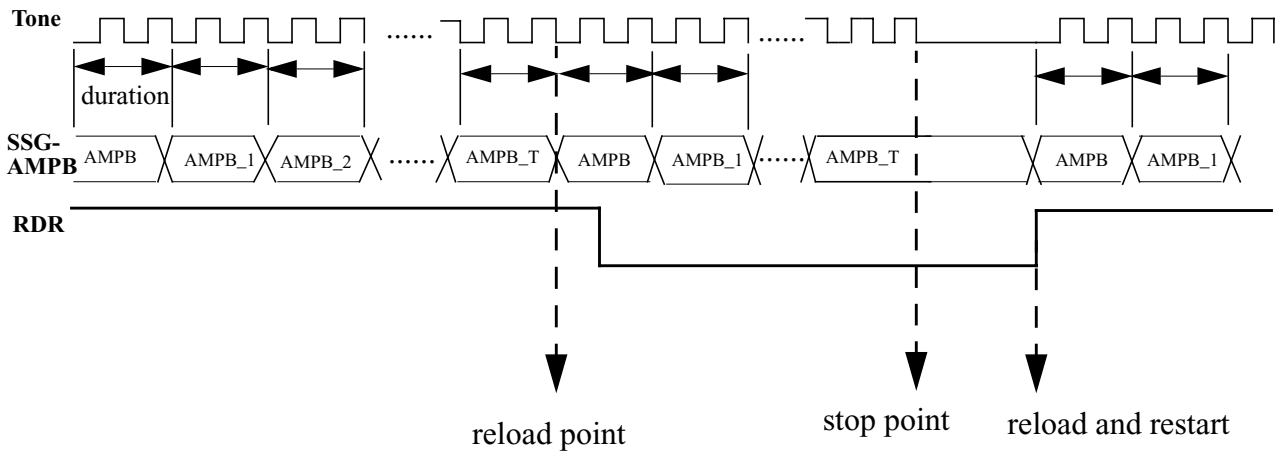 Tone
......
......
duration
SSG-
AMPB
AMPB
AMPB_1
AMPB_2
......
AMPB_T
AMPB
AMPB_1
......
AMPB_T
AMPB
AMPB_1
RDR
reload point
stop point
reload and restart